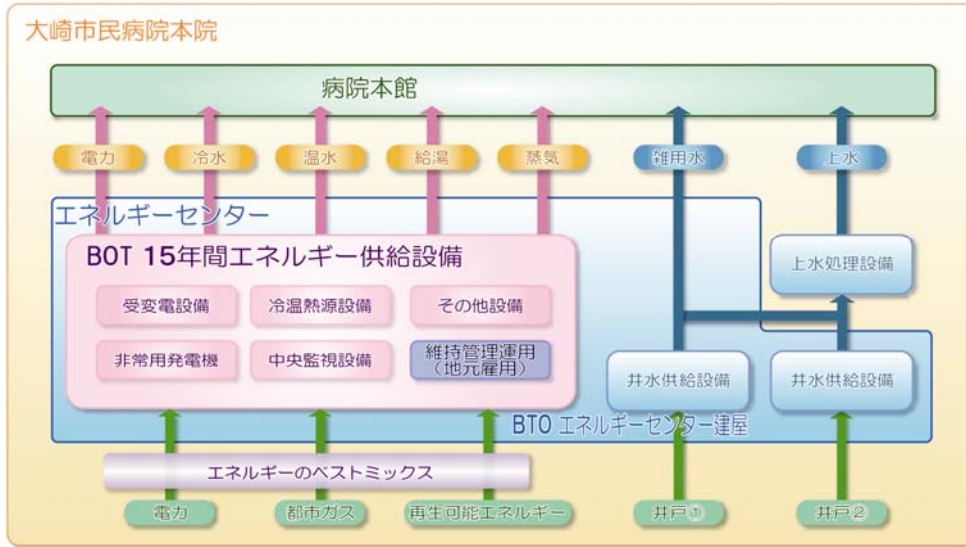 大崎市民病院本院
病院本館
電力
冷水
温水
給湯
蒸気
雑用水
上水
エネルギーセンター
BOT 15年間エネルギー供給設備
上水処理設備
受変電設備
冷温熱源設備
その他設備
非常用発電機
中央監視設備
維持管理運用
（地元雇用）
井水供給設備
井水供給設備
BTO エネルギーセンター建屋
エネルギーのベストミックス
電力
都市ガス
再生可能エネルギー
井戸①
井戸②